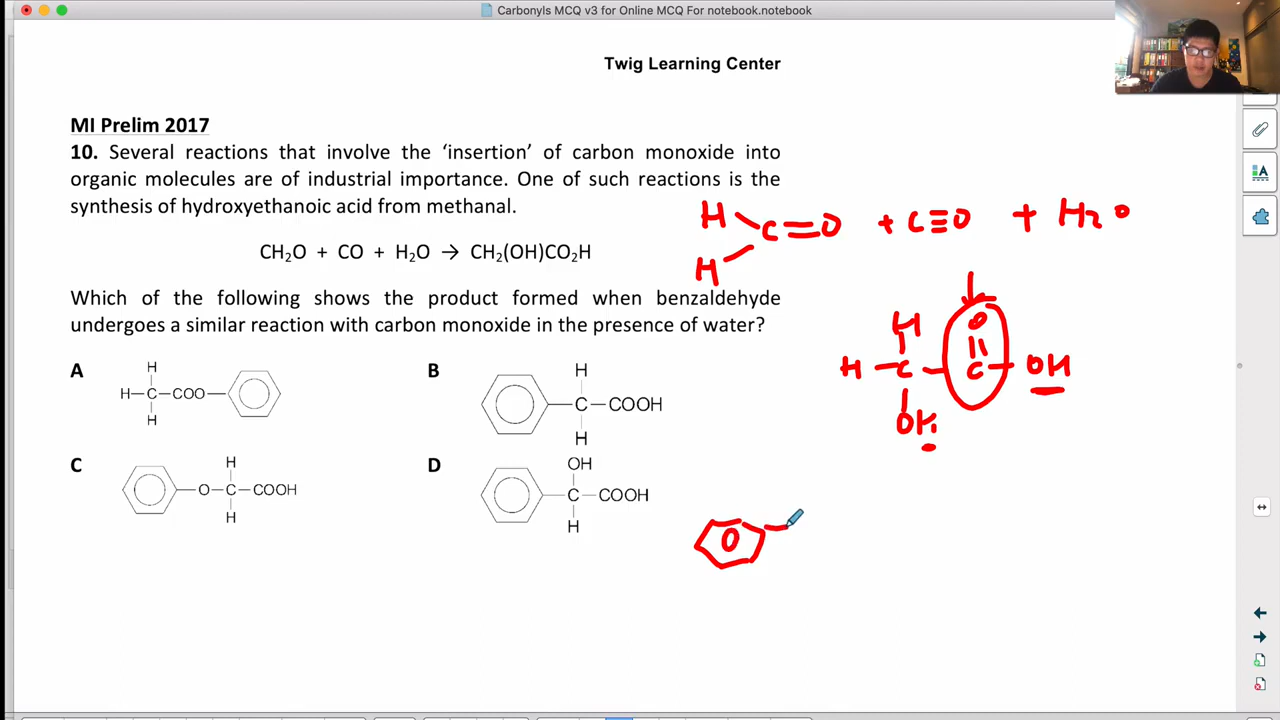 Carbonyls MCQ v3 for Online MCQ For notebook.notebook
Twig Learning Center
MI Prelim 2017
10. Several reactions that involve the ‘insertion’ of carbon monoxide into
organic molecules are of industrial importance. One of such reactions is the
synthesis of hydroxyethanoic acid from methanal.
CH₂O + CO + H₂O → CH₂(OH)CO₂H
Which of the following shows the product formed when benzaldehyde
undergoes a similar reaction with carbon monoxide in the presence of water?
A
H
H–C–COO–
H
B
H
C–COOH
H
C
H
O–C–COOH
H
D
OH
C–COOH
H
H
C=O + C≡O + H2O
H
H O
H–C–C–OH
OH